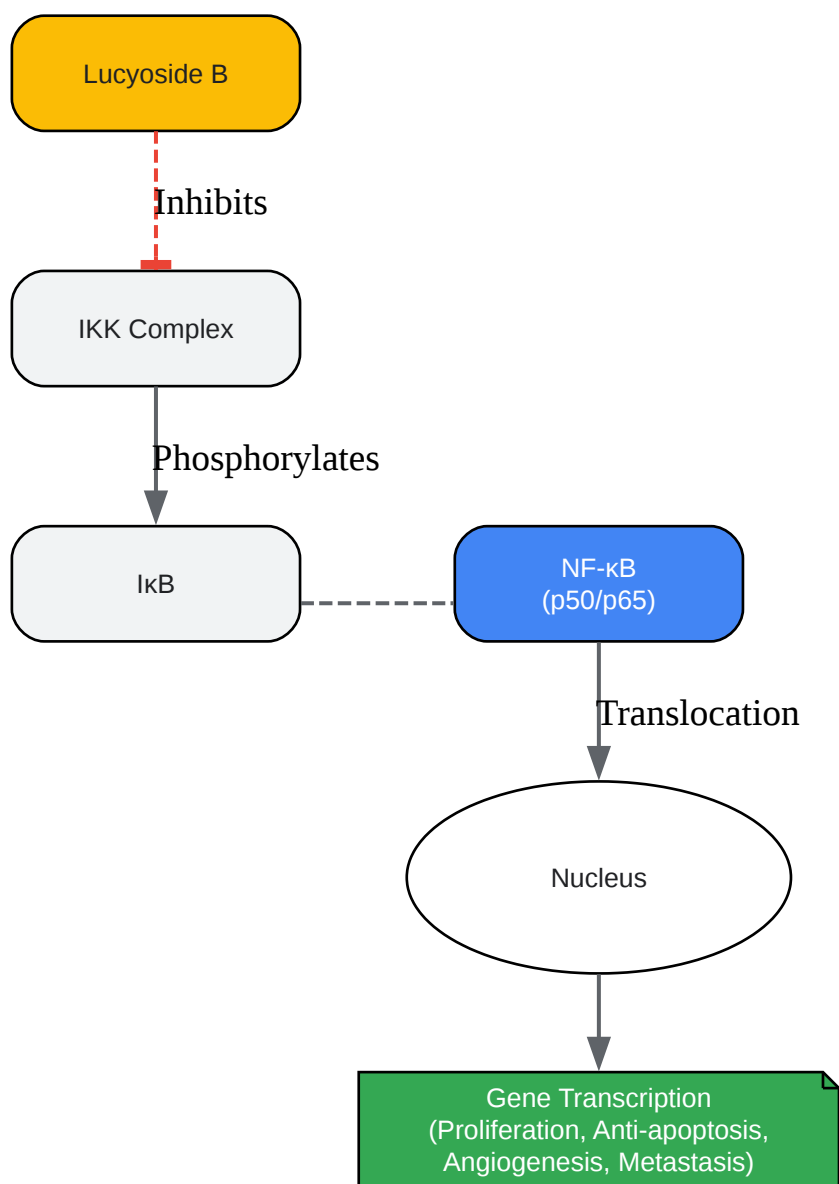 Lucyoside B
Inhibits
IKK Complex
Phosphorylates
IκB
NF-κB
(p50/p65)
Translocation
Nucleus
Gene Transcription
(Proliferation, Anti-apoptosis,
Angiogenesis, Metastasis)